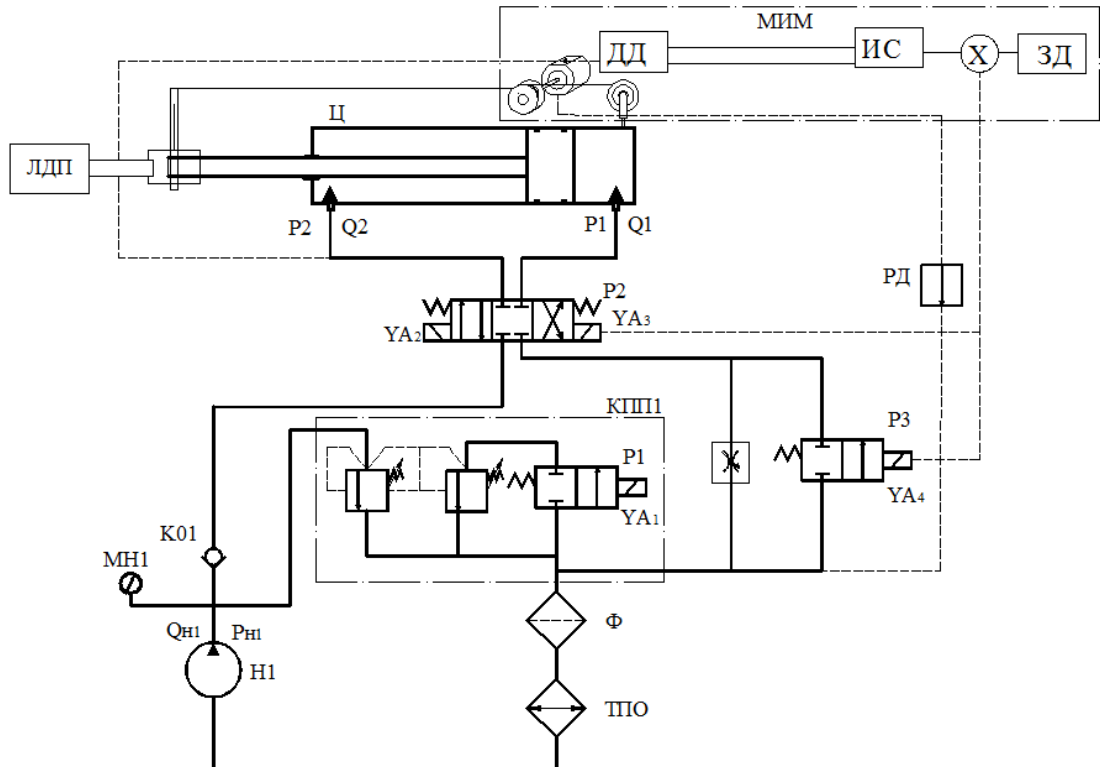 МИМ
ДД
ИС
Х
ЗД
Ц
ЛДП
P2
Q2
P1
Q1
РД
P2
YA2
YA3
КПП1
P3
P1
YA1
YA4
K01
МН1
Qн1
Pн1
Н1
Ф
ТПО